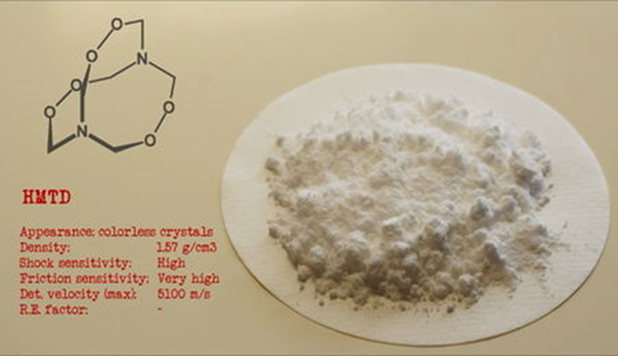 O
O
N
O
O
O
N
O
HMTD
Appearance: colorless crystals
Density: 1.57 g/cm3
Shock sensitivity: High
Friction sensitivity: Very high
Det. velocity (max): 5100 m/s
R.E. factor: -